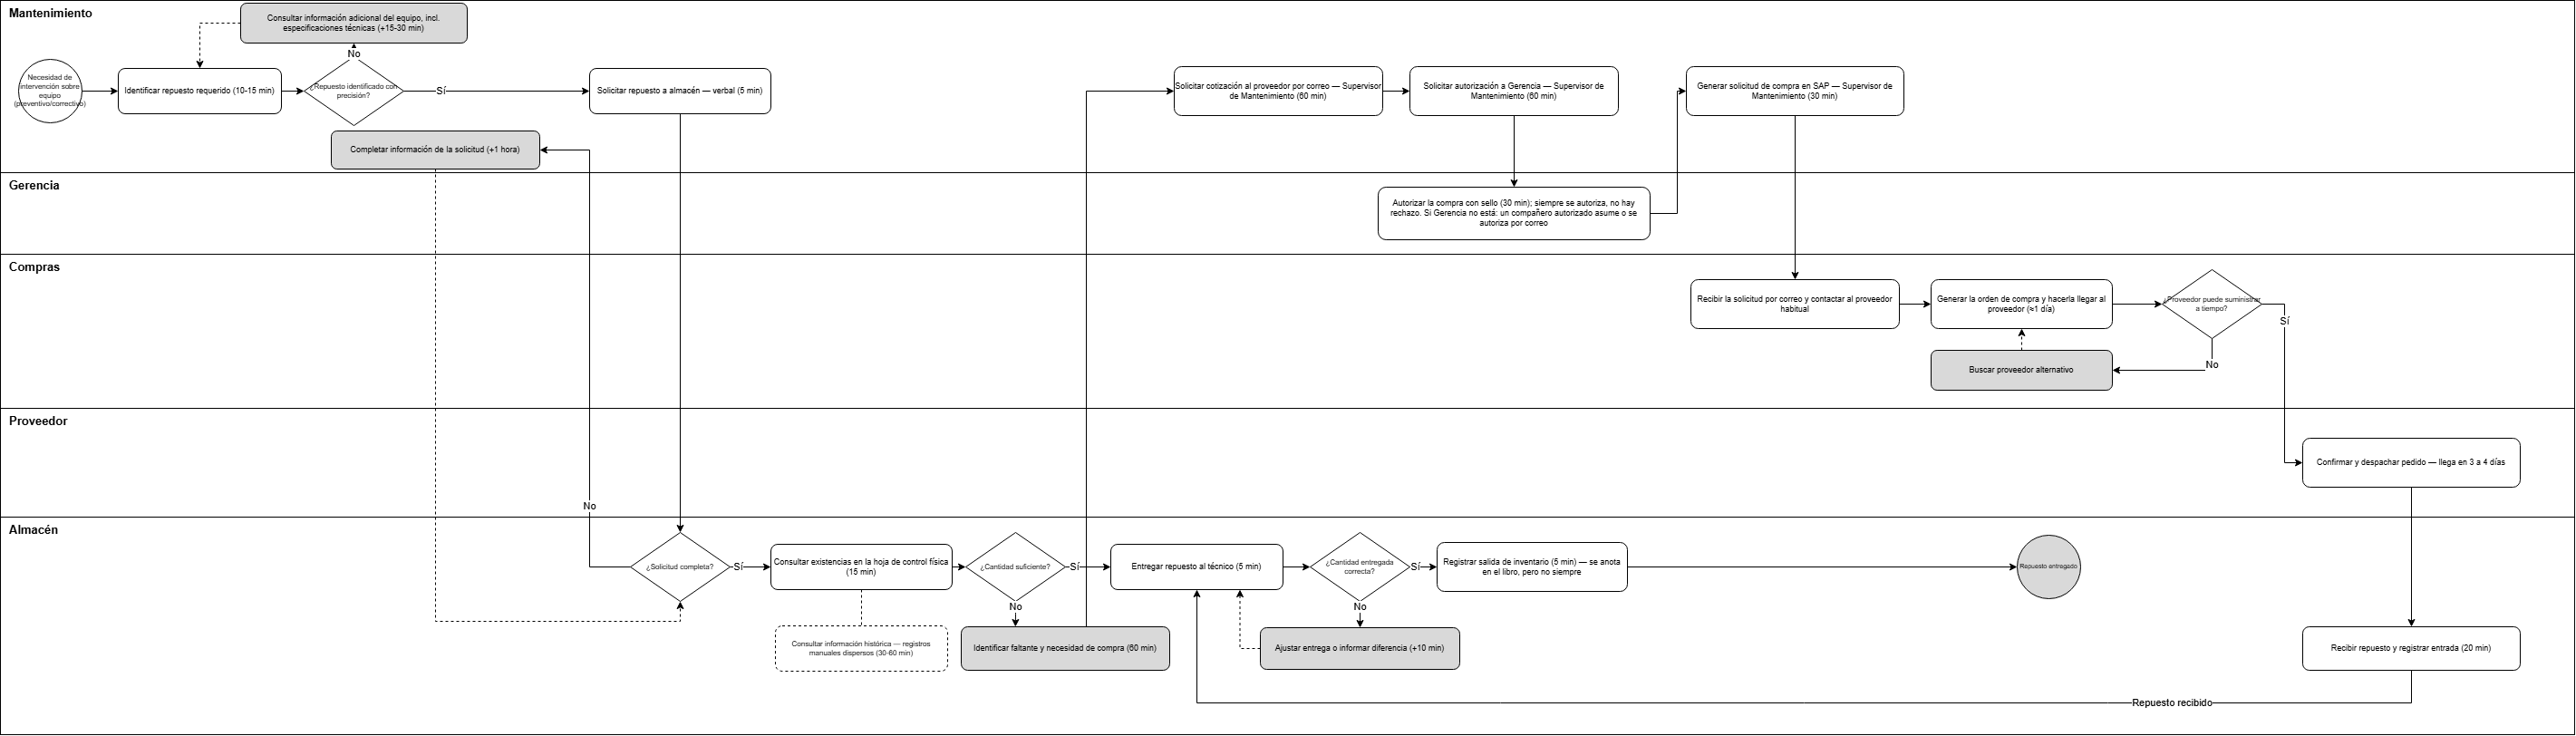 Mantenimiento
Consultar información adicional del equipo, incl.
especificaciones técnicas (+15-30 min)
No
Necesidad de
intervención sobre
equipo
(preventivo/correctivo)
Identificar repuesto requerido (10-15 min)
¿Repuesto identificado con
precisión?
Sí
Solicitar repuesto a almacén — verbal (5 min)
Solicitar cotización al proveedor por correo — Supervisor
de Mantenimiento (60 min)
Solicitar autorización a Gerencia — Supervisor de
Mantenimiento (60 min)
Generar solicitud de compra en SAP — Supervisor de
Mantenimiento (30 min)
Completar información de la solicitud (+1 hora)
Gerencia
Autorizar la compra con sello (30 min); siempre se autoriza, no hay
rechazo. Si Gerencia no está: un compañero autorizado asume o se
autoriza por correo
Compras
Recibir la solicitud por correo y contactar al proveedor
habitual
Generar la orden de compra y hacerla llegar al
proveedor (≈1 día)
¿Proveedor puede suministrar
a tiempo?
Sí
No
Buscar proveedor alternativo
Proveedor
Confirmar y despachar pedido — llega en 3 a 4 días
No
Almacén
¿Solicitud completa?
Sí
Consultar existencias en la hoja de control física
(15 min)
¿Cantidad suficiente?
Sí
Entregar repuesto al técnico (5 min)
¿Cantidad entregada
correcta?
Sí
Registrar salida de inventario (5 min) — se anota
en el libro, pero no siempre
Repuesto entregado
No
No
Consultar información histórica — registros
manuales dispersos (30-60 min)
Identificar faltante y necesidad de compra (60 min)
Ajustar entrega o informar diferencia (+10 min)
Recibir repuesto y registrar entrada (20 min)
Repuesto recibido